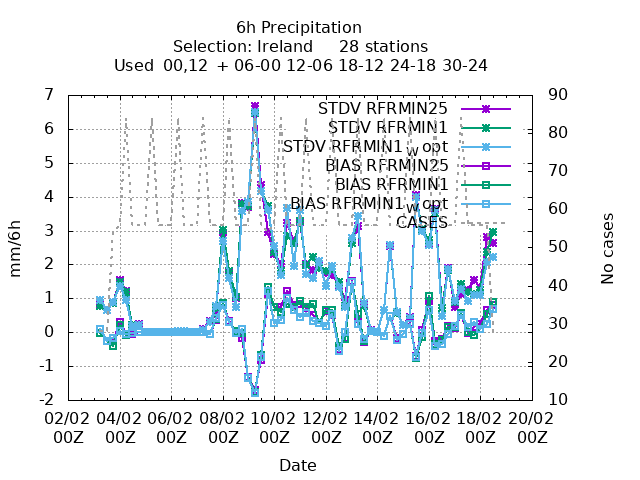 6h Precipitation
Selection: Ireland 28 stations
Used 00,12 + 06-00 12-06 18-12 24-18 30-24
STDV RFRMIN25
STDV RFRMIN1
STDV RFRMIN1_w opt
BIAS RFRMIN25
BIAS RFRMIN1
BIAS RFRMIN1_w opt
CASES
mm/6h
7
6
5
4
3
2
1
0
-1
-2
No cases
90
80
70
60
50
40
30
20
10
02/02 04/02 06/02 08/02 10/02 12/02 14/02 16/02 18/02 20/02
00Z 00Z 00Z 00Z 00Z 00Z 00Z 00Z 00Z 00Z
Date